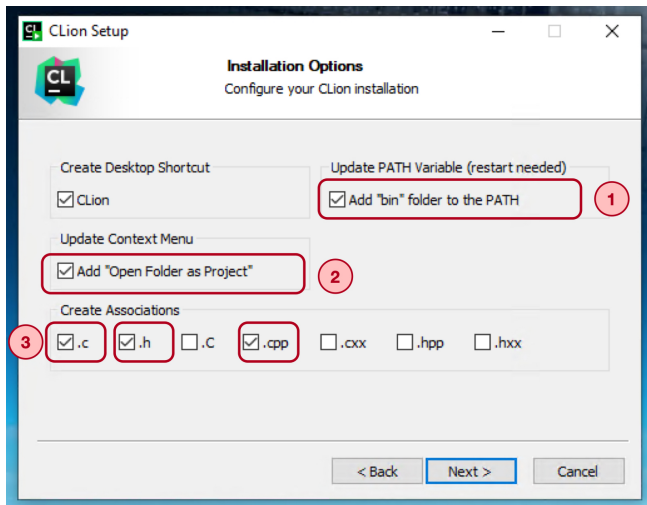 CLion Setup
CL
Installation Options
Configure your CLion installation
Create Desktop Shortcut
CLion
Update PATH Variable (restart needed)
Add "bin" folder to the PATH
1
Update Context Menu
Add "Open Folder as Project"
2
Create Associations
3
.c .h .C .cpp .cxx .hpp .hxx
< Back Next > Cancel